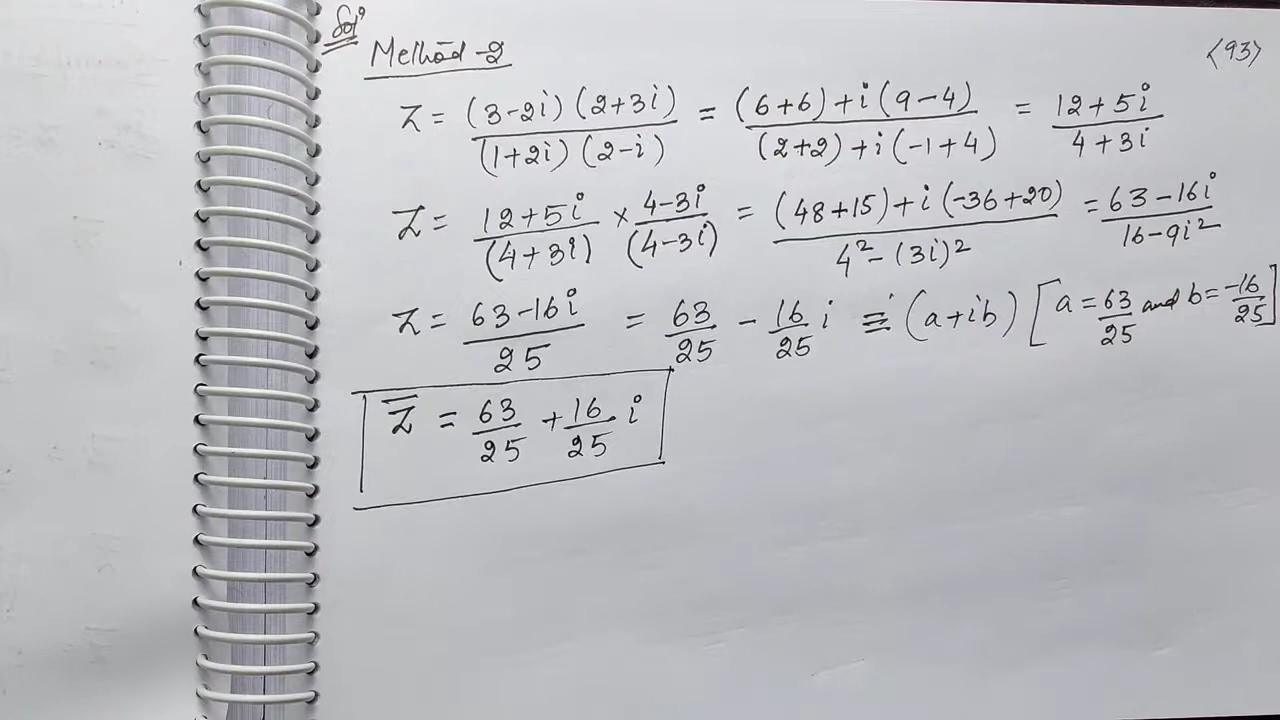 Solⁿ
Method-2
⟨93⟩
Z = (3-2i)(2+3i)/(1+2i)(2-i) = (6+6)+i(9-4)/(2+2)+i(-1+4) = 12+5i/4+3i
Z = 12+5i/(4+3i) × 4-3i/(4-3i) = (48+15)+i(-36+20)/4²-(3i)² = 63-16i/16-9i²
Z = 63-16i/25 = 63/25 - 16/25 i ≡ (a+ib) [a = 63/25 and b = -16/25]
Z̅ = 63/25 + 16/25 i